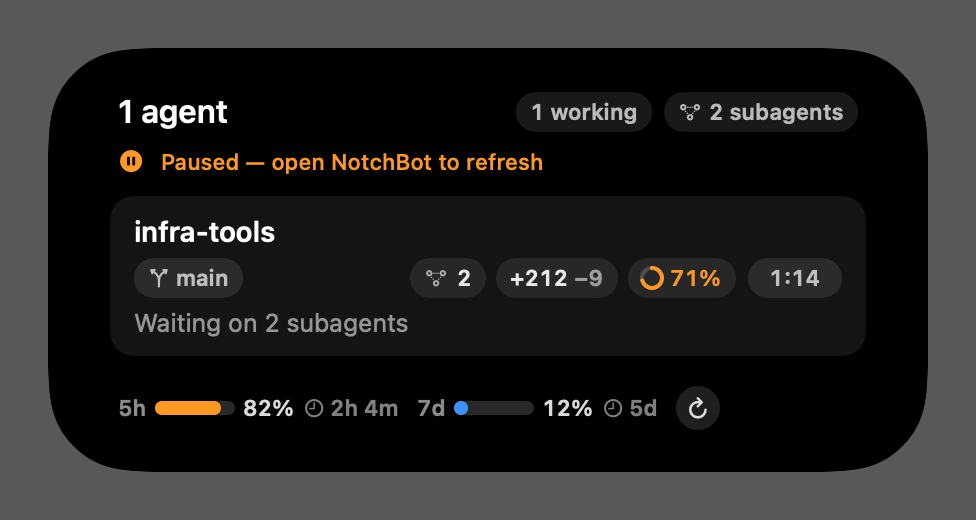 1 agent 1 working 2 subagents
Paused — open NotchBot to refresh
infra-tools
main 2 +212 −9 71% 1:14
Waiting on 2 subagents
5h 82% 2h 4m 7d 12% 5d